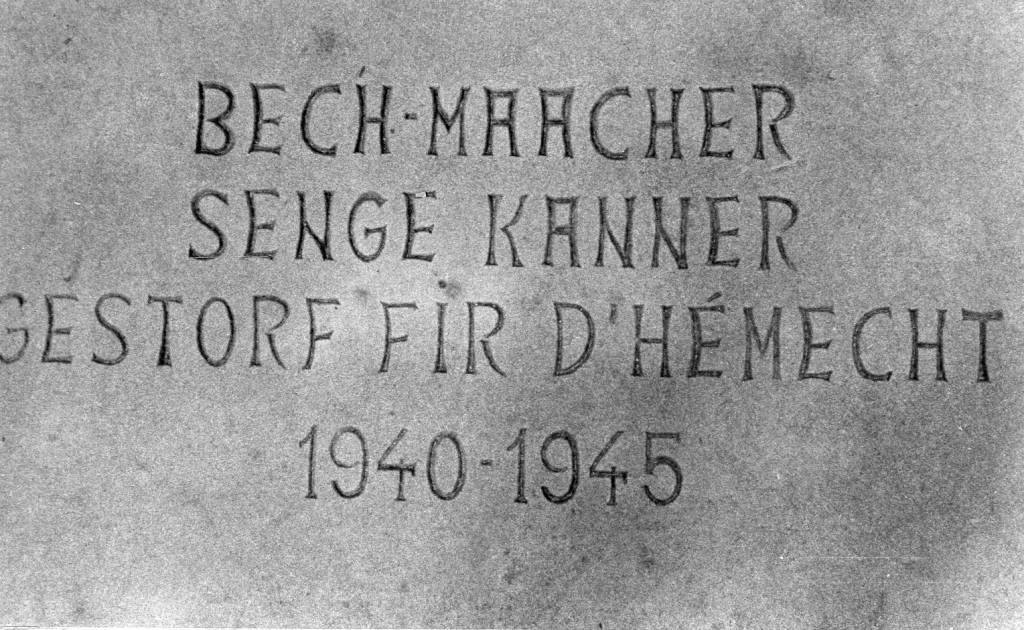 BECH-MAACHER
SENGE KANNER
GESTORF FIR D'HÉMECHT
1940-1945